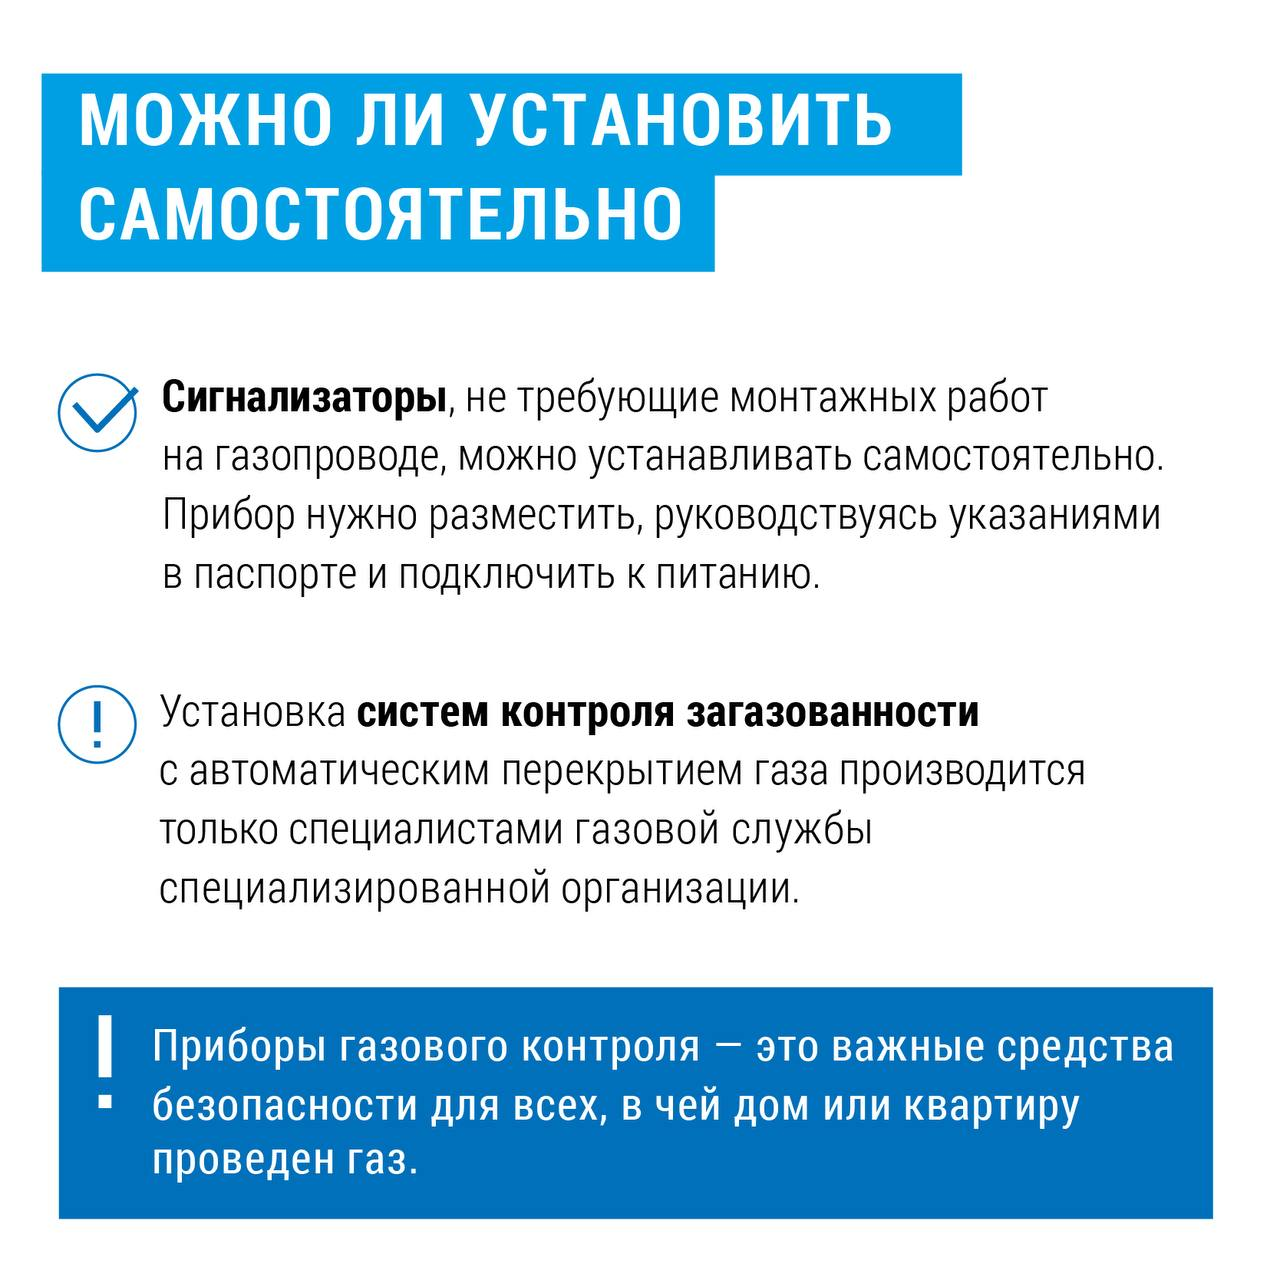 МОЖНО ЛИ УСТАНОВИТЬ
САМОСТОЯТЕЛЬНО
Сигнализаторы, не требующие монтажных работ
на газопроводе, можно устанавливать самостоятельно.
Прибор нужно разместить, руководствуясь указаниями
в паспорте и подключить к питанию.
! Установка систем контроля загазованности
с автоматическим перекрытием газа производится
только специалистами газовой службы
специализированной организации.
! Приборы газового контроля – это важные средства
безопасности для всех, в чей дом или квартиру
проведен газ.